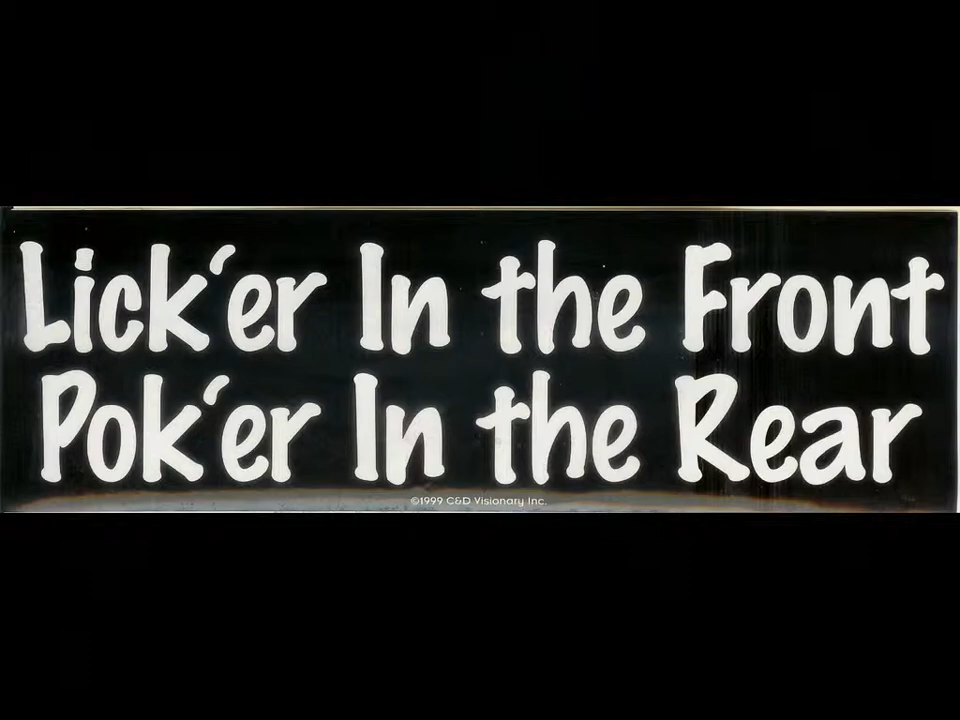 Lick'er In the Front
Pok'er In the Rear
©1999 C&D Visionary Inc.